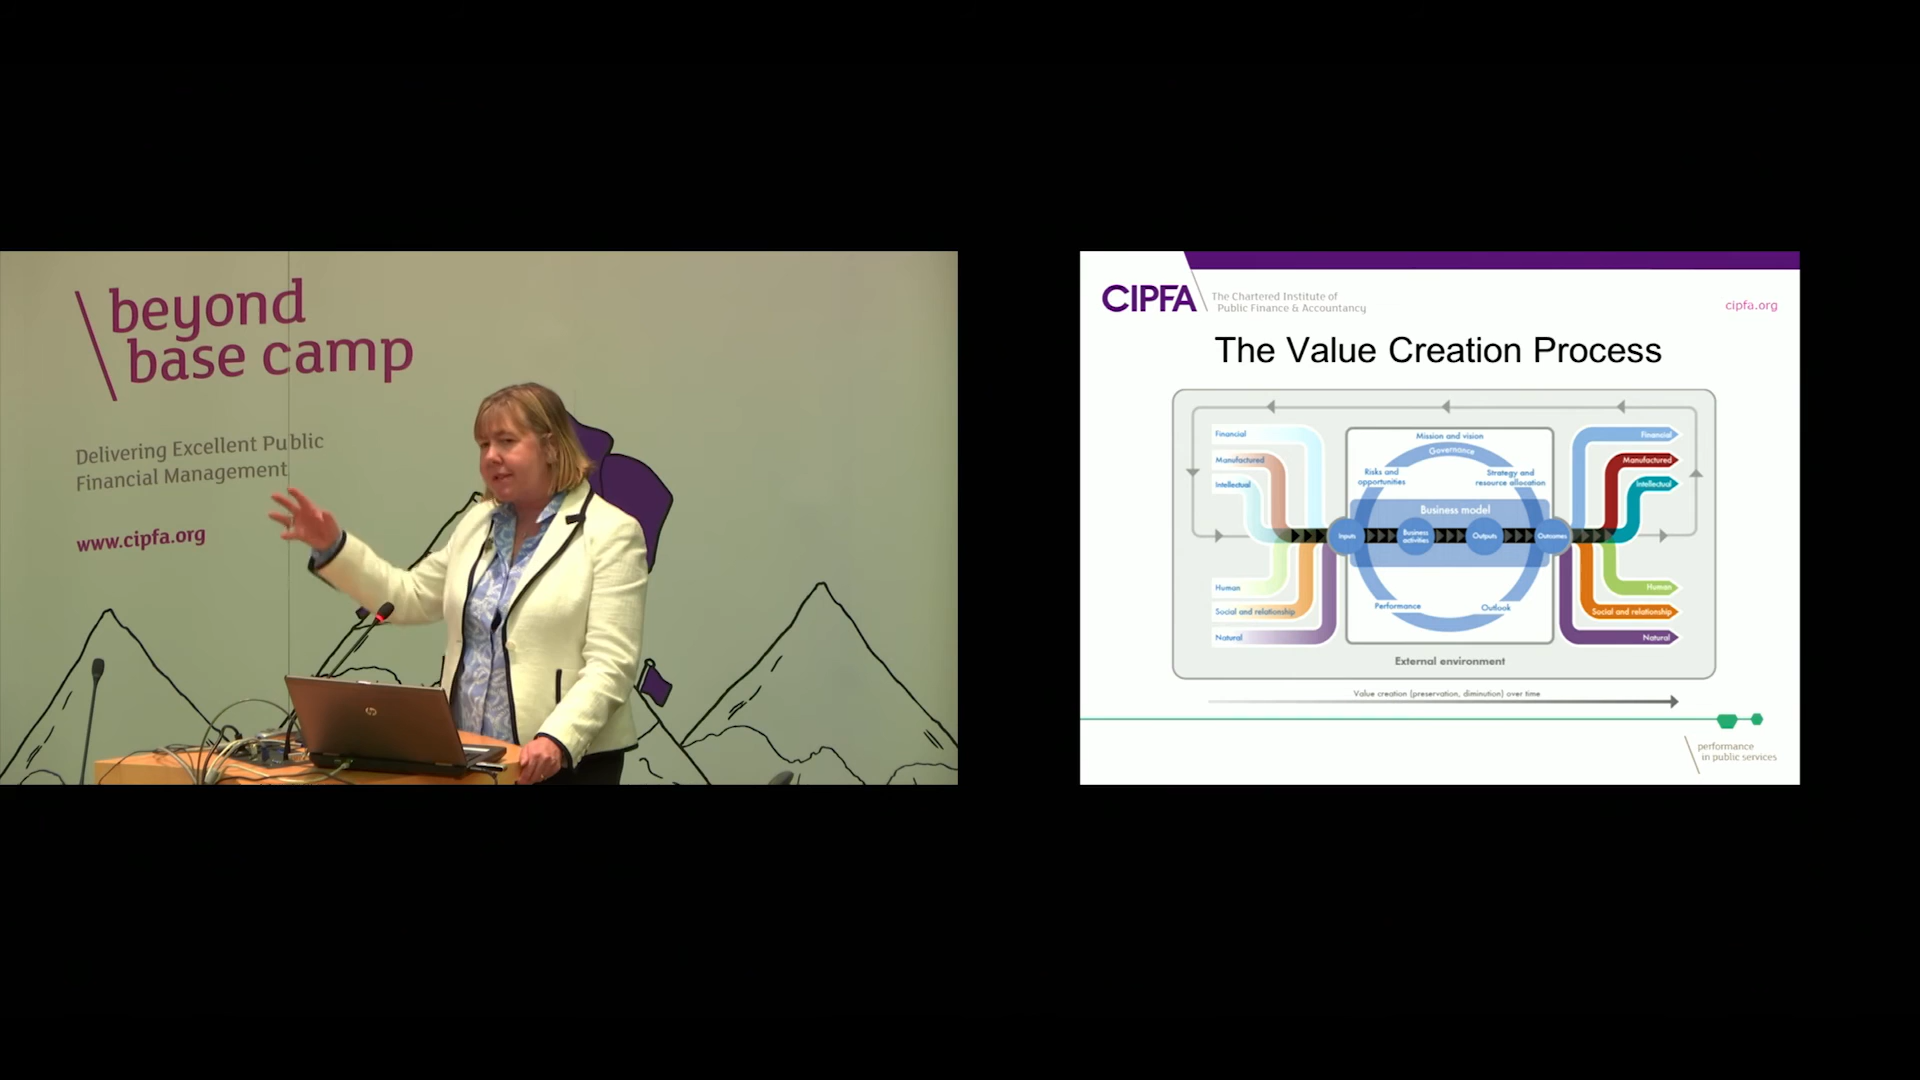 beyond
base camp
Delivering Excellent Public
Financial Management
www.cipfa.org
hp
CIPFA
The Chartered Institute of
Public Finance & Accountancy
cipfa.org
The Value Creation Process
Financial
Manufactured
Intellectual
Human
Social and relationship
Natural
Mission and vision
Governance
Risks and
opportunities
Strategy and
resource allocation
Business model
Inputs
Business
activities
Outputs
Outcomes
Performance
Outlook
Financial
Manufactured
Intellectual
Human
Social and relationship
Natural
External environment
Value creation (preservation, diminution) over time
performance
in public services